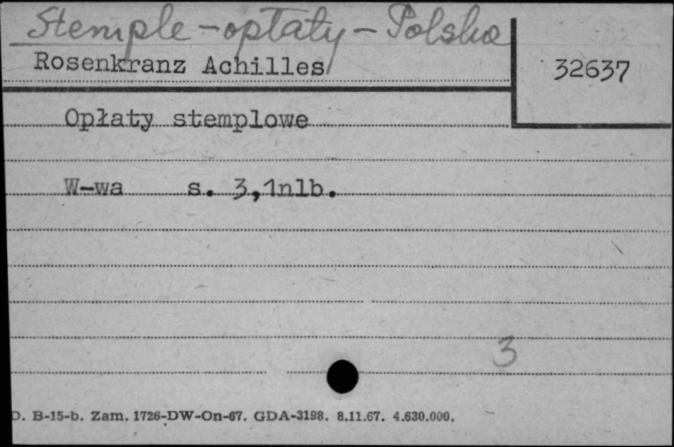 Stemple - opłaty - Polska
Rosenkranz Achilles
32637
Opłaty stemplowe
W-wa s. 3,1nlb.
3
D. B-15-b. Zam. 1726-DW-On-67. GDA-3198. 8.11.67. 4.630.000.